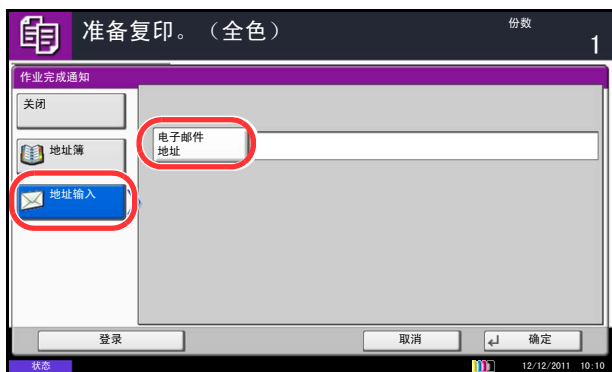 准备复印。（全色）
份数
1
作业完成通知
关闭
地址簿
地址输入
电子邮件
地址
登录
取消
确定
状态
12/12/2011 10:10